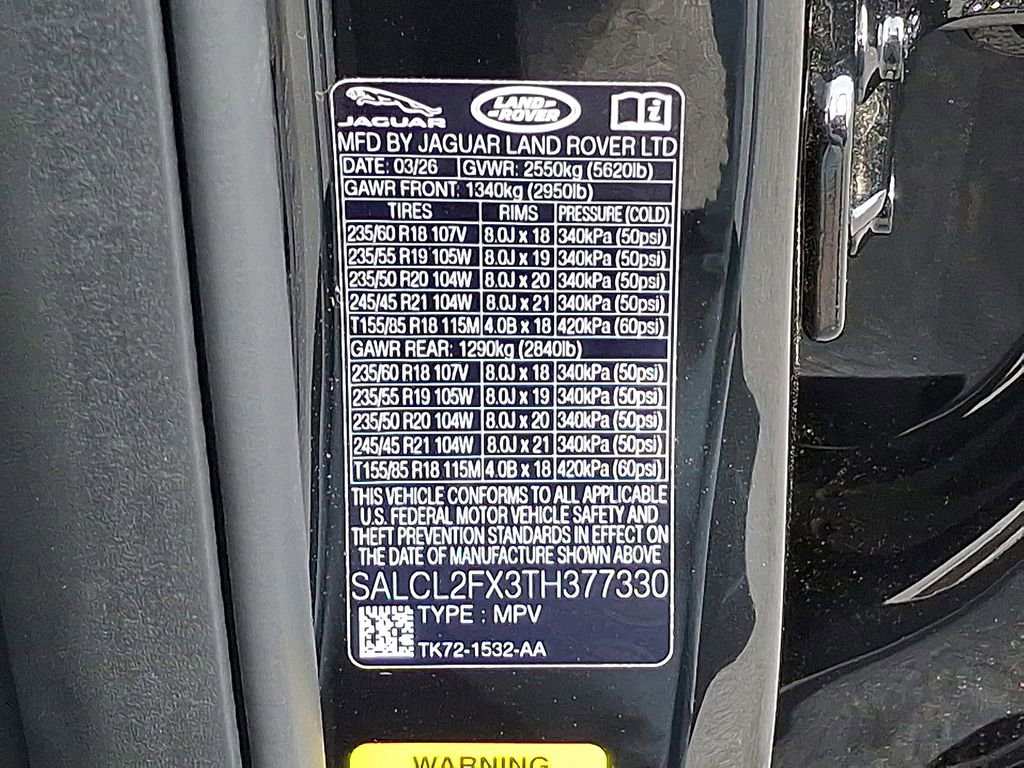 JAGUAR LAND ROVER i
MFD BY JAGUAR LAND ROVER LTD
DATE: 03/26 GVWR: 2550kg (5620lb)
GAWR FRONT: 1340kg (2950lb)
TIRES RIMS PRESSURE (COLD)
235/60 R18 107V 8.0J x 18 340kPa (50psi)
235/55 R19 105W 8.0J x 19 340kPa (50psi)
235/50 R20 104W 8.0J x 20 340kPa (50psi)
245/45 R21 104W 8.0J x 21 340kPa (50psi)
T155/85 R18 115M 4.0B x 18 420kPa (60psi)
GAWR REAR: 1290kg (2840lb)
235/60 R18 107V 8.0J x 18 340kPa (50psi)
235/55 R19 105W 8.0J x 19 340kPa (50psi)
235/50 R20 104W 8.0J x 20 340kPa (50psi)
245/45 R21 104W 8.0J x 21 340kPa (50psi)
T155/85 R18 115M 4.0B x 18 420kPa (60psi)
THIS VEHICLE CONFORMS TO ALL APPLICABLE
U.S. FEDERAL MOTOR VEHICLE SAFETY AND
THEFT PREVENTION STANDARDS IN EFFECT ON
THE DATE OF MANUFACTURE SHOWN ABOVE
SALCL2FX3TH377330
TYPE : MPV
TK72-1532-AA
WARNING